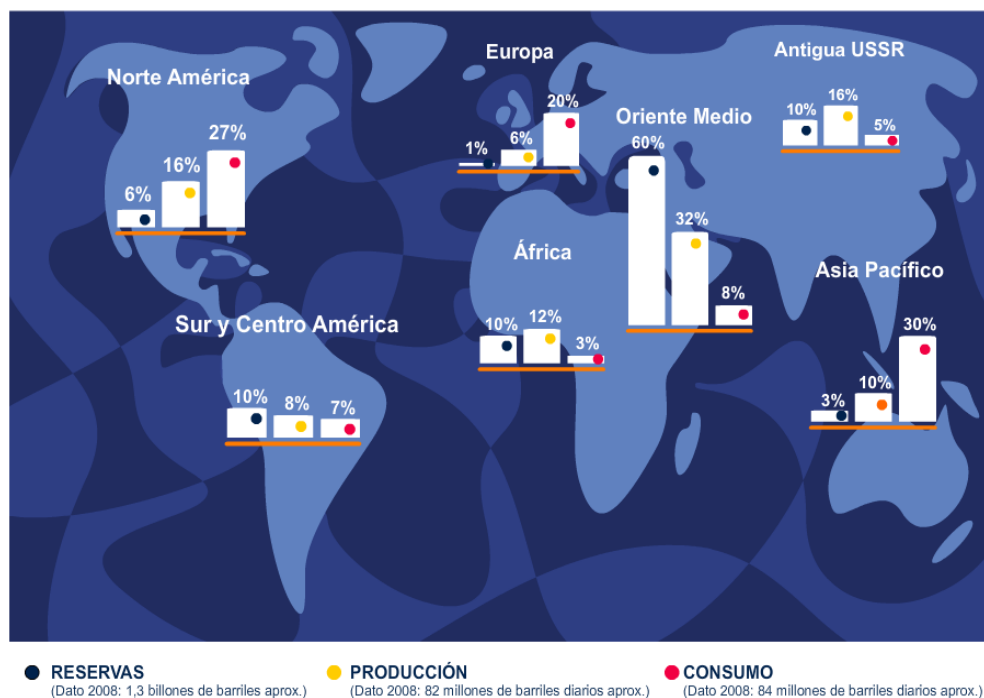 Norte América
6%
16%
27%
Europa
1%
6%
20%
Antigua USSR
10%
16%
5%
Oriente Medio
60%
32%
8%
África
10%
12%
3%
Asia Pacífico
3%
10%
30%
Sur y Centro América
10%
8%
7%
RESERVAS
(Dato 2008: 1,3 billones de barriles aprox.)
PRODUCCIÓN
(Dato 2008: 82 millones de barriles diarios aprox.)
CONSUMO
(Dato 2008: 84 millones de barriles diarios aprox.)